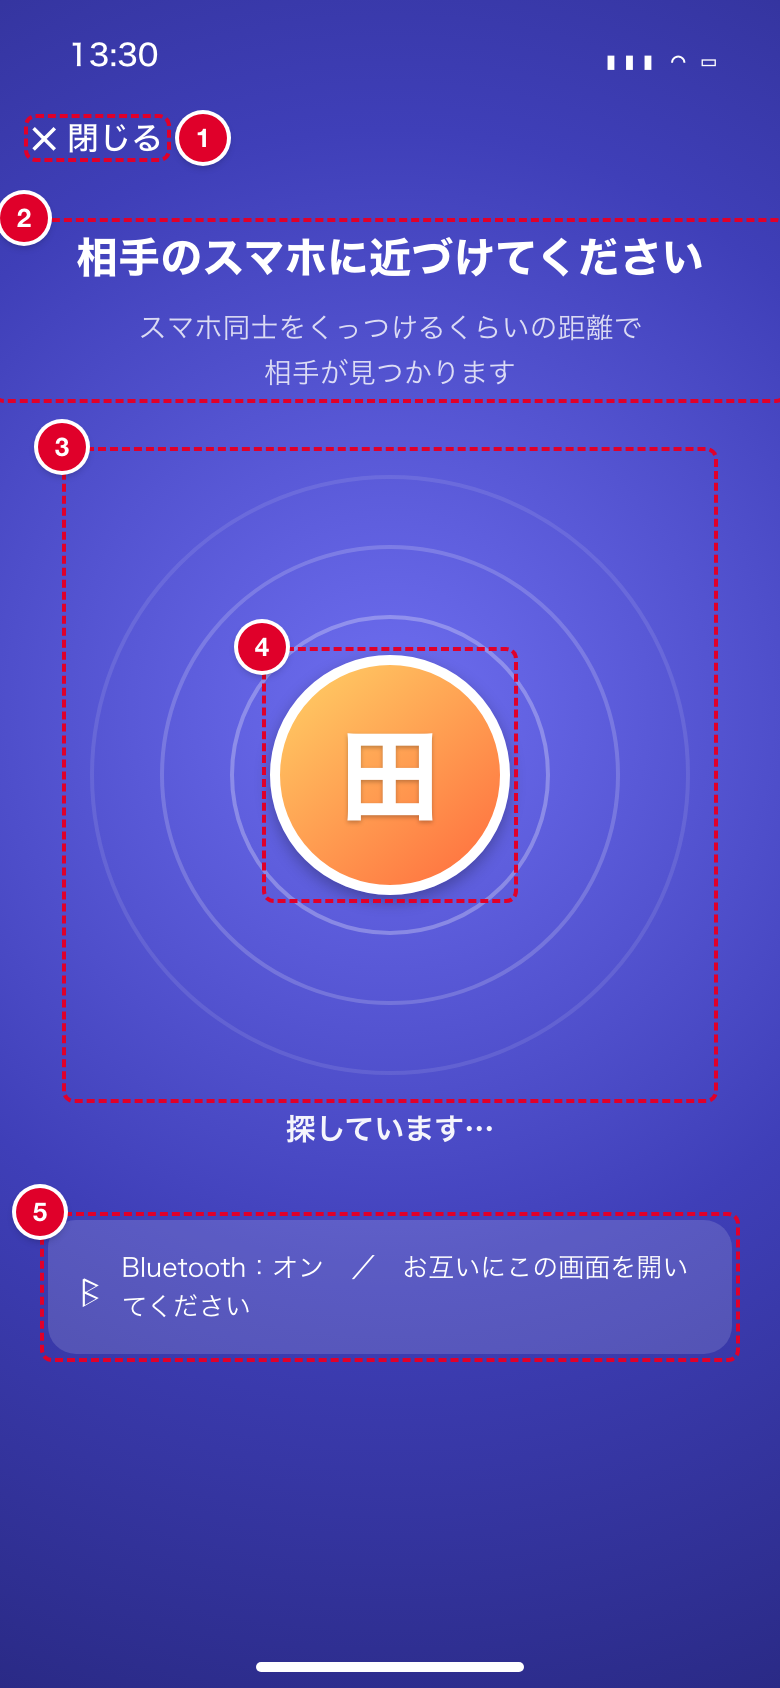 13:30
× 閉じる
1
2
相手のスマホに近づけてください
スマホ同士をくっつけるくらいの距離で
相手が見つかります
3
4
田
探しています…
5
Bluetooth：オン　／　お互いにこの画面を開い
てください